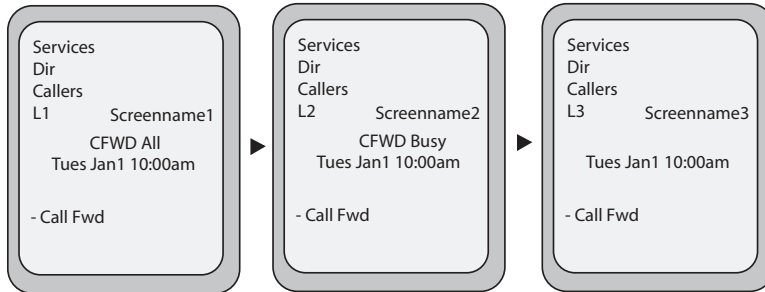 Services
Dir
Callers
L1 Screenname1
CFWD All
Tues Jan1 10:00am
- Call Fwd
Services
Dir
Callers
L2 Screenname2
CFWD Busy
Tues Jan1 10:00am
- Call Fwd
Services
Dir
Callers
L3 Screenname3
Tues Jan1 10:00am
- Call Fwd